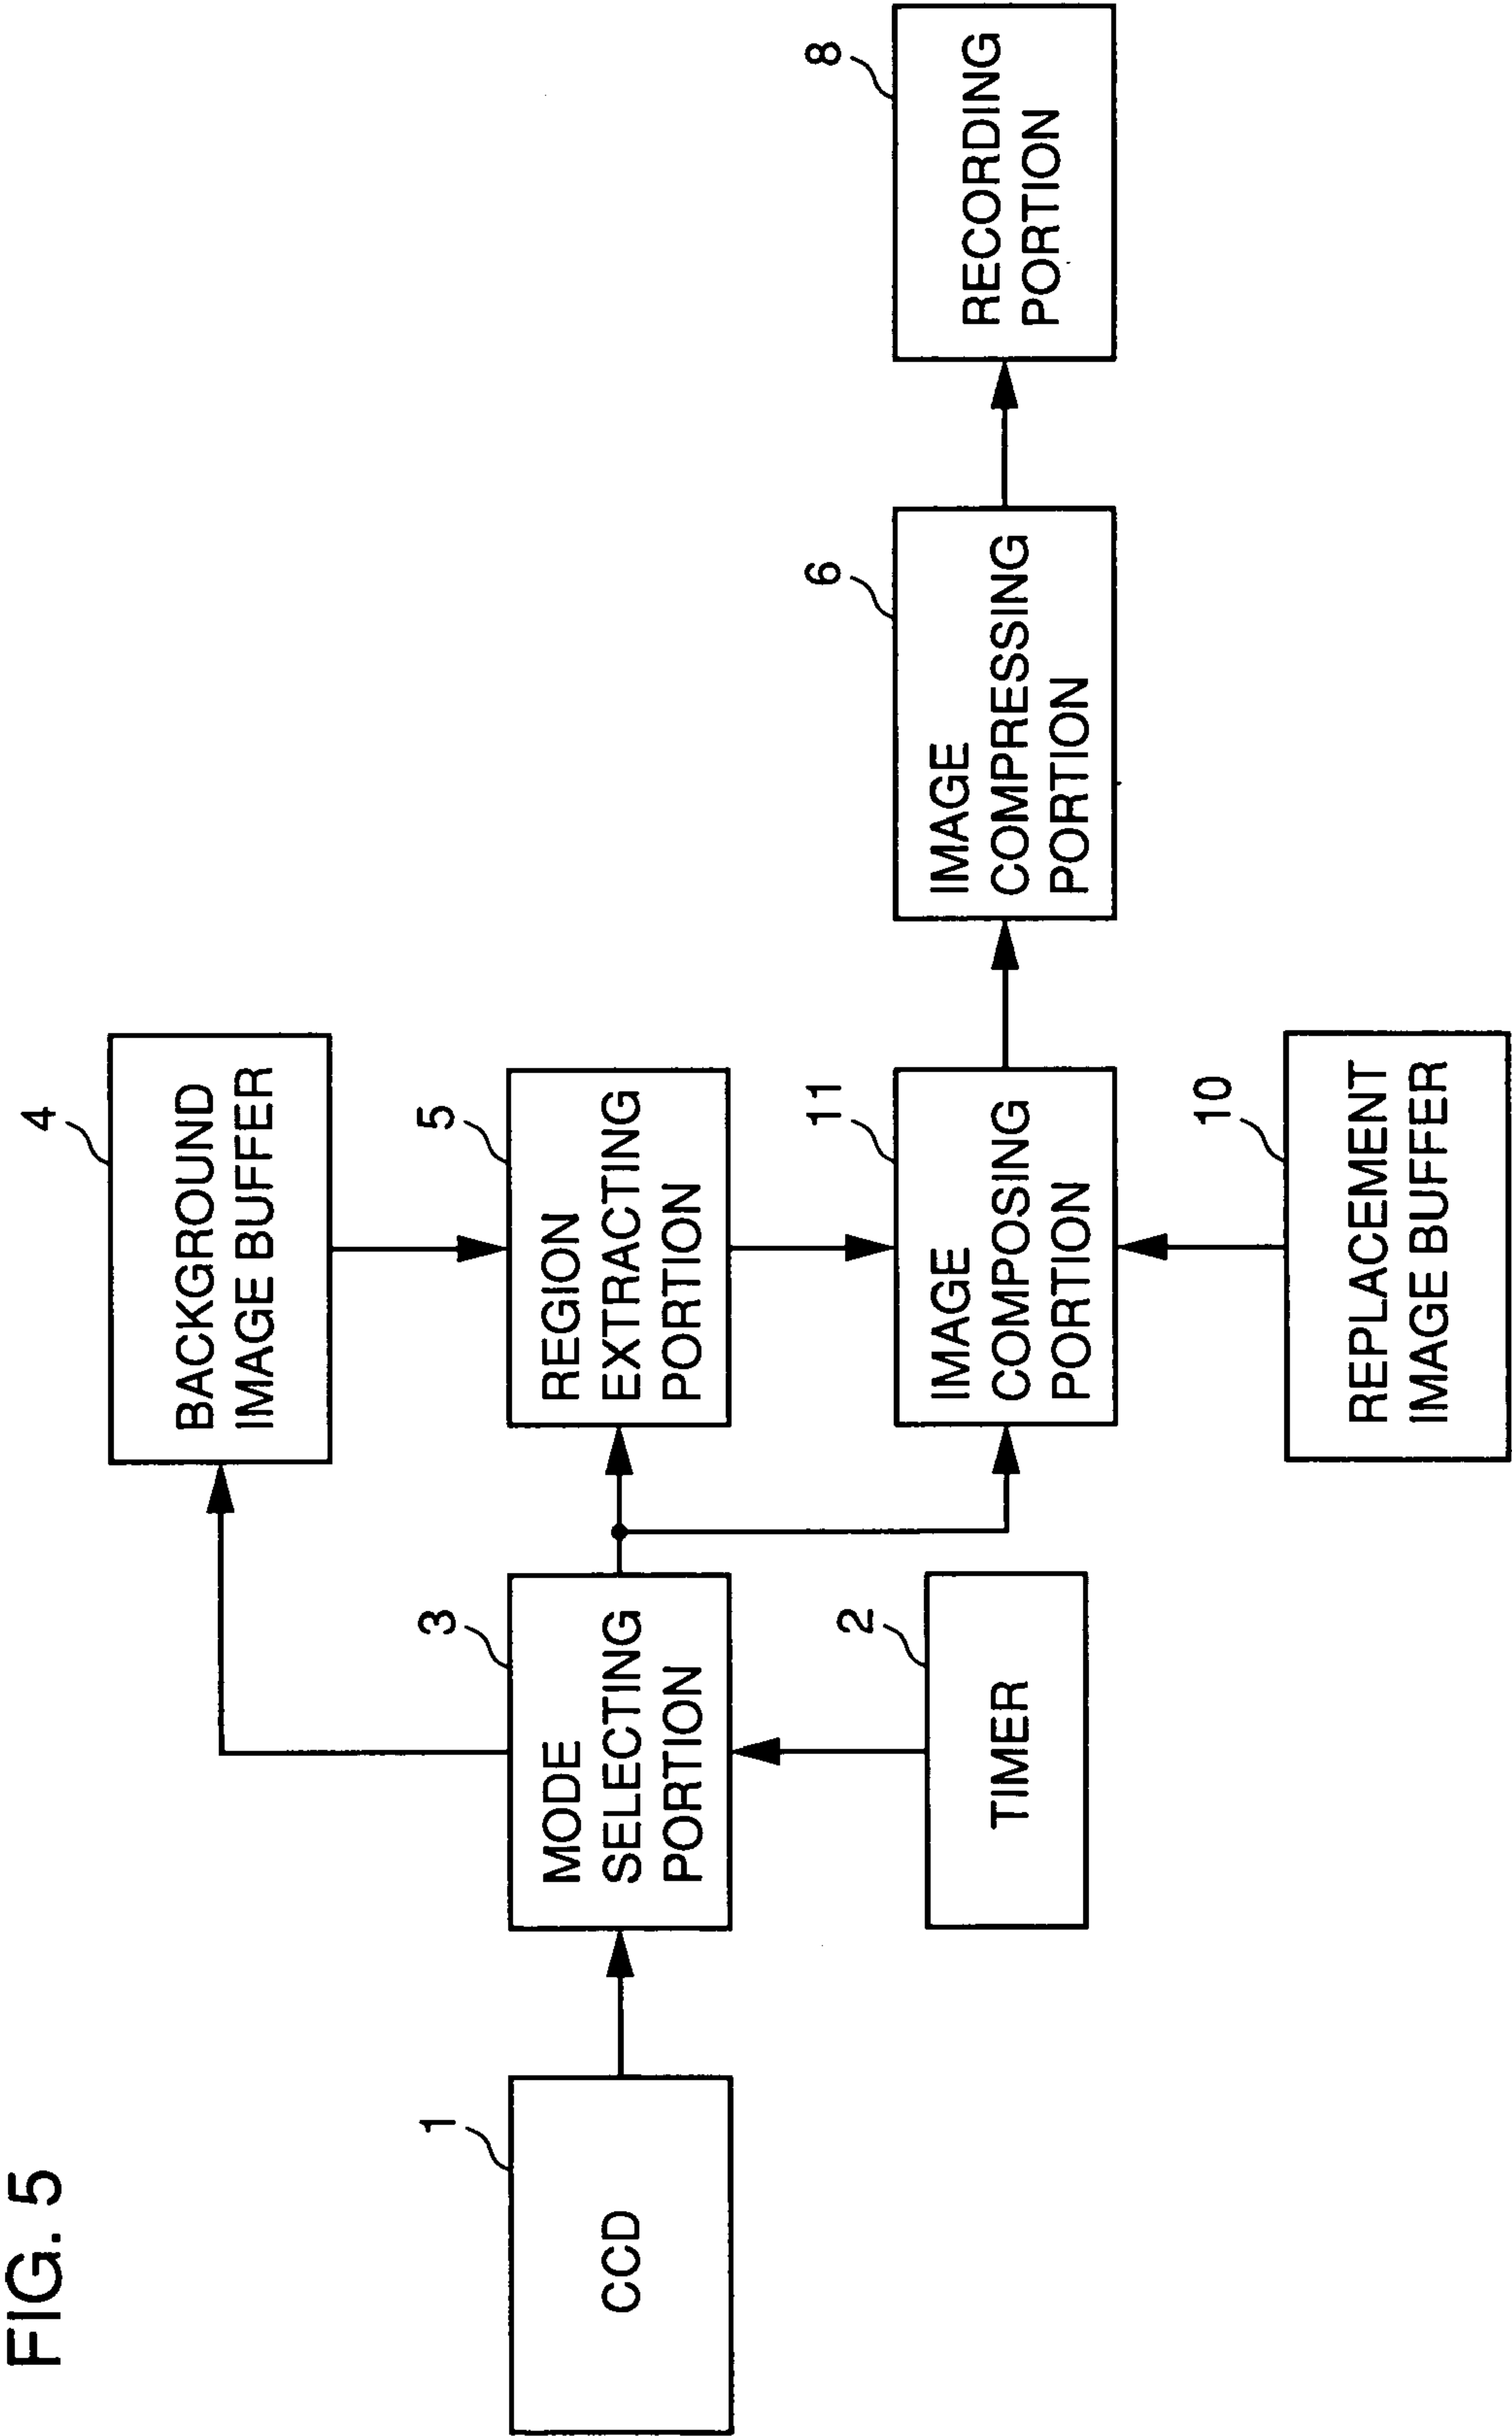 FIG. 5
4
BACKGROUND
IMAGE BUFFER
1
CCD
3
MODE
SELECTING
PORTION
5
REGION
EXTRACTING
PORTION
2
TIMER
11
IMAGE
COMPOSING
PORTION
6
IMAGE
COMPRESSING
PORTION
8
RECORDING
PORTION
10
REPLACEMENT
IMAGE BUFFER